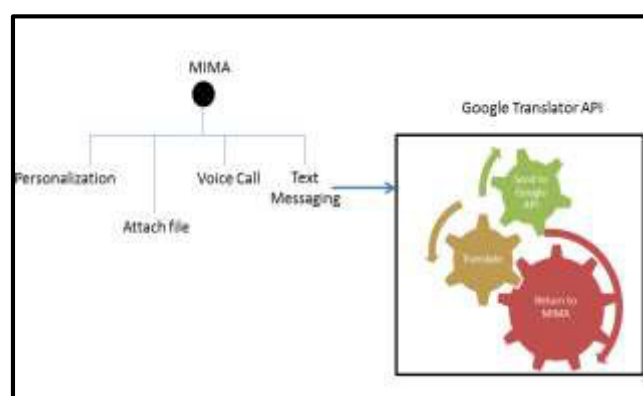 MIMA
Google Translator API
Personalization
Voice Call
Text
Messaging
Attach file
Send to
Google
API
Translate
Return to
MIMA